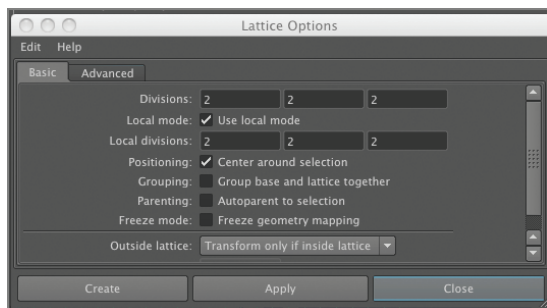 Lattice Options
Edit Help
Basic Advanced
Divisions: 2 2 2
Local mode: Use local mode
Local divisions: 2 2 2
Positioning: Center around selection
Grouping: Group base and lattice together
Parenting: Autoparent to selection
Freeze mode: Freeze geometry mapping
Outside lattice: Transform only if inside lattice
Create Apply Close